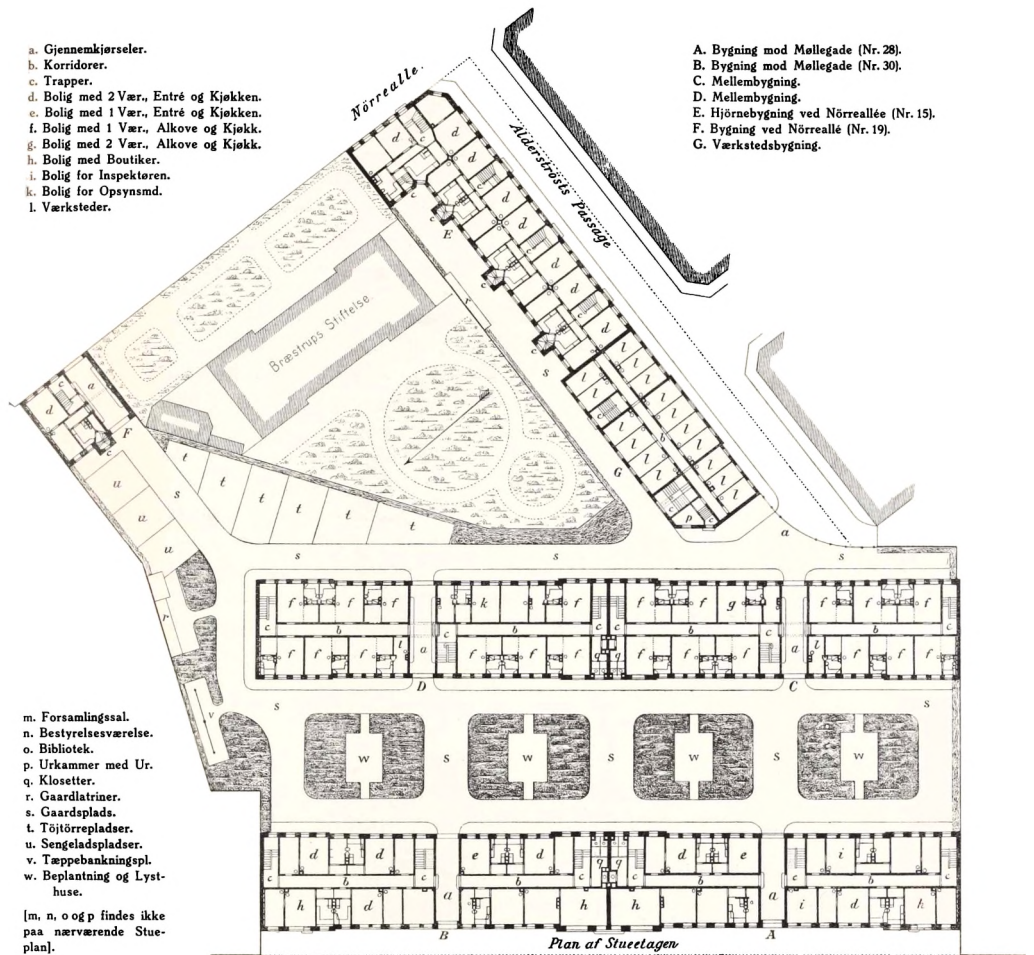 a. Gjennemkjørseler.
b. Korridorer.
c. Trapper.
d. Bolig med 2 Vær., Entré og Kjøkken.
e. Bolig med 1 Vær., Entré og Kjøkken.
f. Bolig med 1 Vær., Alkove og Kjøkk.
g. Bolig med 2 Vær., Alkove og Kjøkk.
h. Bolig med Boutiker.
i. Bolig for Inspektøren.
k. Bolig for Opsynsmd.
l. Værksteder.
A. Bygning mod Møllegade (Nr. 28).
B. Bygning mod Møllegade (Nr. 30).
C. Mellembygning.
D. Mellembygning.
E. Hjörnebygning ved Nörreallée (Nr. 15).
F. Bygning ved Nörreallé (Nr. 19).
G. Værkstedsbygning.
Nörrealle.
Alderströsts Passage
Bræstrups Stiftelse
E
F
G
D
C
m. Forsamlingssal.
n. Bestyrelsesværelse.
o. Bibliotek.
p. Urkammer med Ur.
q. Klosetter.
r. Gaardlatriner.
s. Gaardsplads.
t. Töjtörrepladser.
u. Sengeladspladser.
v. Tæppebankningspl.
w. Beplantning og Lyst-
huse.
[m, n, o og p findes ikke
paa nærværende Stue-
plan].
w w w w
B
A
Plan af Stueetagen